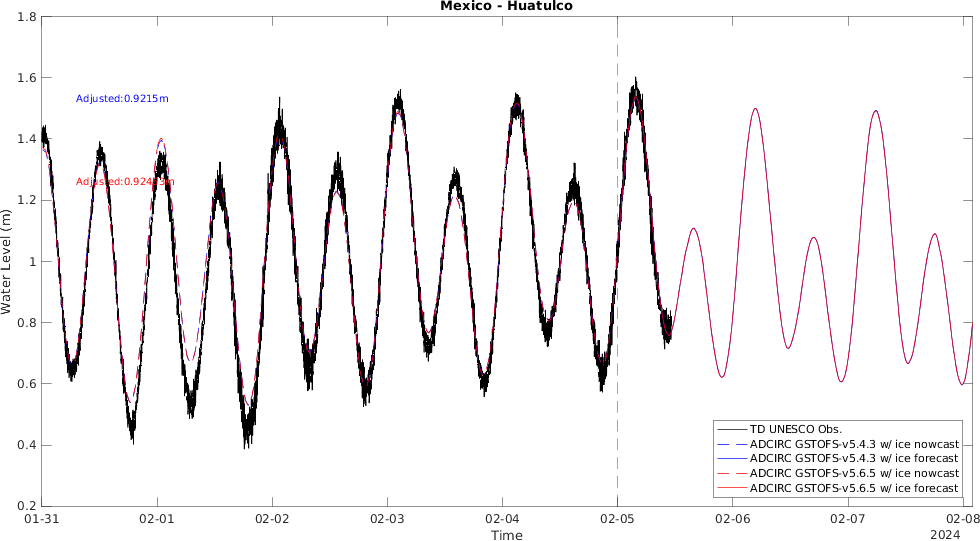 Mexico - Huatulco
1.8
1.6
1.4
1.2
1
0.8
0.6
0.4
0.2
Water Level (m)
Adjusted:0.9215m
TD UNESCO Obs.
ADCIRC GSTOFS-v5.4.3 w/ ice nowcast
ADCIRC GSTOFS-v5.4.3 w/ ice forecast
ADCIRC GSTOFS-v5.6.5 w/ ice nowcast
ADCIRC GSTOFS-v5.6.5 w/ ice forecast
01-31 02-01 02-02 02-03 02-04 02-05 02-06 02-07 02-08
Time
2024